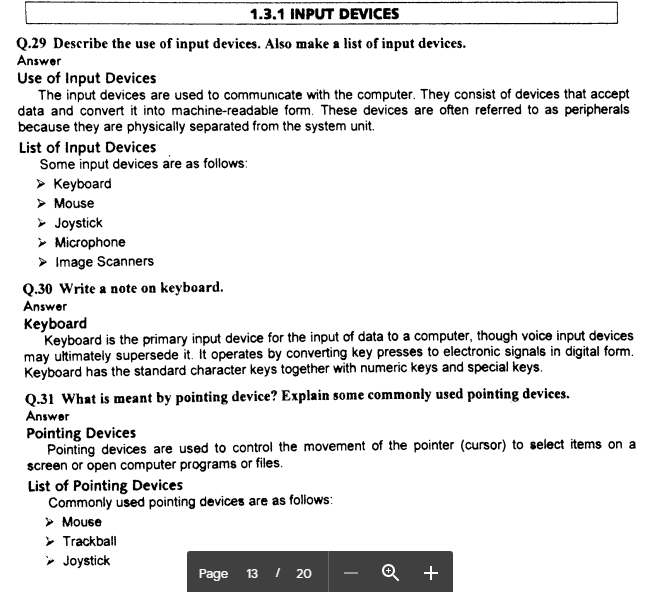 1.3.1 INPUT DEVICES
Q.29 Describe the use of input devices. Also make a list of input devices.
Answer
Use of Input Devices
The input devices are used to communicate with the computer. They consist of devices that accept
data and convert it into machine-readable form. These devices are often referred to as peripherals
because they are physically separated from the system unit.
List of Input Devices
Some input devices are as follows:
➢ Keyboard
➢ Mouse
➢ Joystick
➢ Microphone
➢ Image Scanners
Q.30 Write a note on keyboard.
Answer
Keyboard
Keyboard is the primary input device for the input of data to a computer, though voice input devices
may ultimately supersede it. It operates by converting key presses to electronic signals in digital form.
Keyboard has the standard character keys together with numeric keys and special keys.
Q.31 What is meant by pointing device? Explain some commonly used pointing devices.
Answer
Pointing Devices
Pointing devices are used to control the movement of the pointer (cursor) to select items on a
screen or open computer programs or files.
List of Pointing Devices
Commonly used pointing devices are as follows:
➢ Mouse
➢ Trackball
➢ Joystick
Page 13 / 20 — +